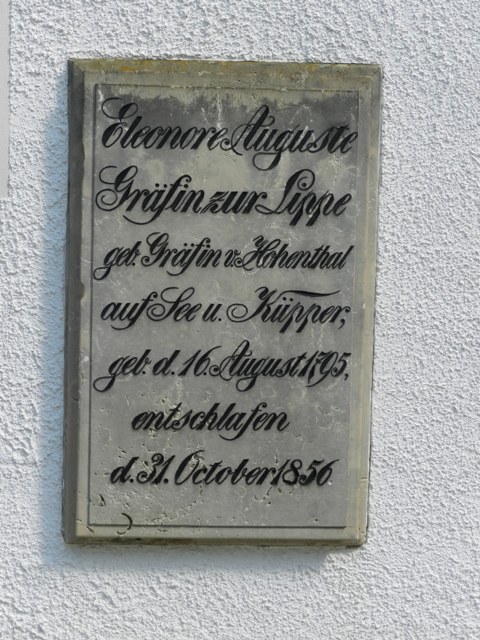 Eleonore Auguste
Gräfin zur Lippe
geb. Gräfin v. Hohenthal
auf See u. Küpper,
geb. d. 16. August 1795,
entschlafen
d. 31. October 1856